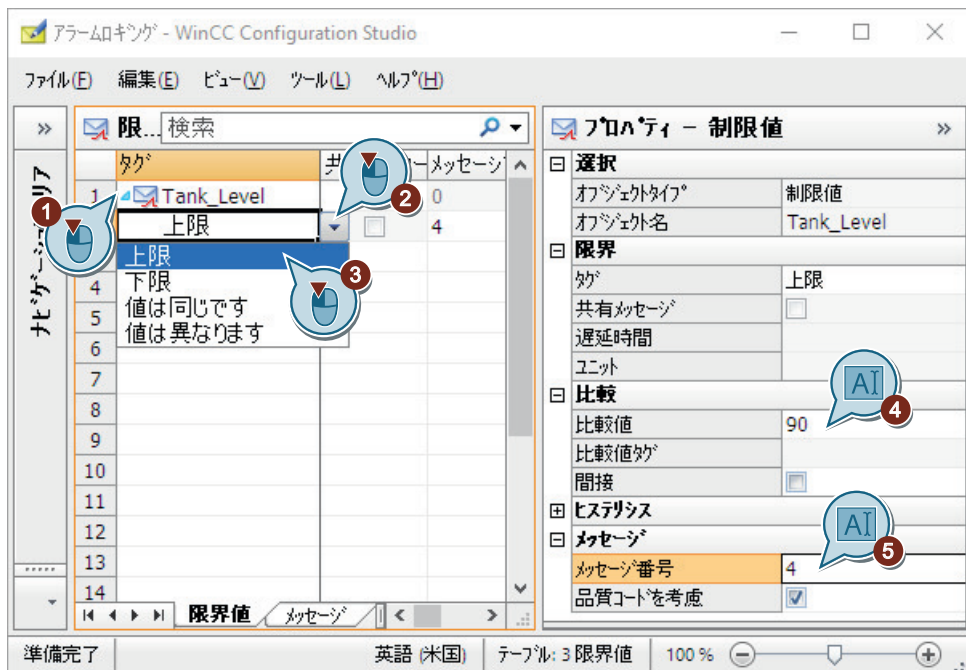 アラームロギング - WinCC Configuration Studio
ファイル(F) 編集(E) ビュー(V) ツール(L) ヘルプ(H)
限... 検索
タグ 共 ー メッセージ
1 Tank_Level 0
上限 4
上限
下限
値は同じです
値は異なります
4
5
6
7
8
9
10
11
12
13
14
1
2
3
限界値 メッセージ
プロパティ - 制限値
選択
オブジェクトタイプ 制限値
オブジェクト名 Tank_Level
限界
タグ 上限
共有メッセージ
遅延時間
ユニット
比較
比較値 90
比較値タグ
間接
ヒステリシス
メッセージ
メッセージ番号 4
品質コードを考慮
AI
4
AI
5
準備完了 英語 (米国) テーブル: 3 限界値 100 %